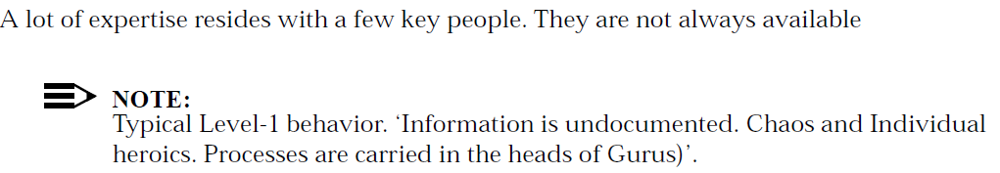 A lot of expertise resides with a few key people. They are not always available
NOTE:
Typical Level-1 behavior. ‘Information is undocumented. Chaos and Individual
heroics. Processes are carried in the heads of Gurus)’.